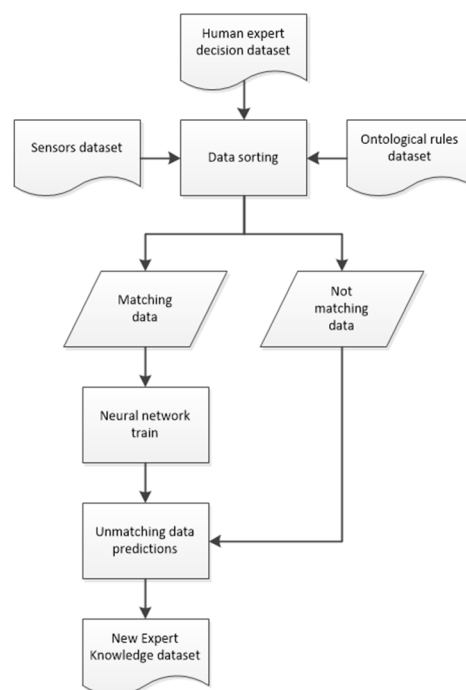 Human expert
decision dataset
Sensors dataset
Data sorting
Ontological rules
dataset
Matching
data
Not
matching
data
Neural network
train
Unmatching data
predictions
New Expert
Knowledge dataset